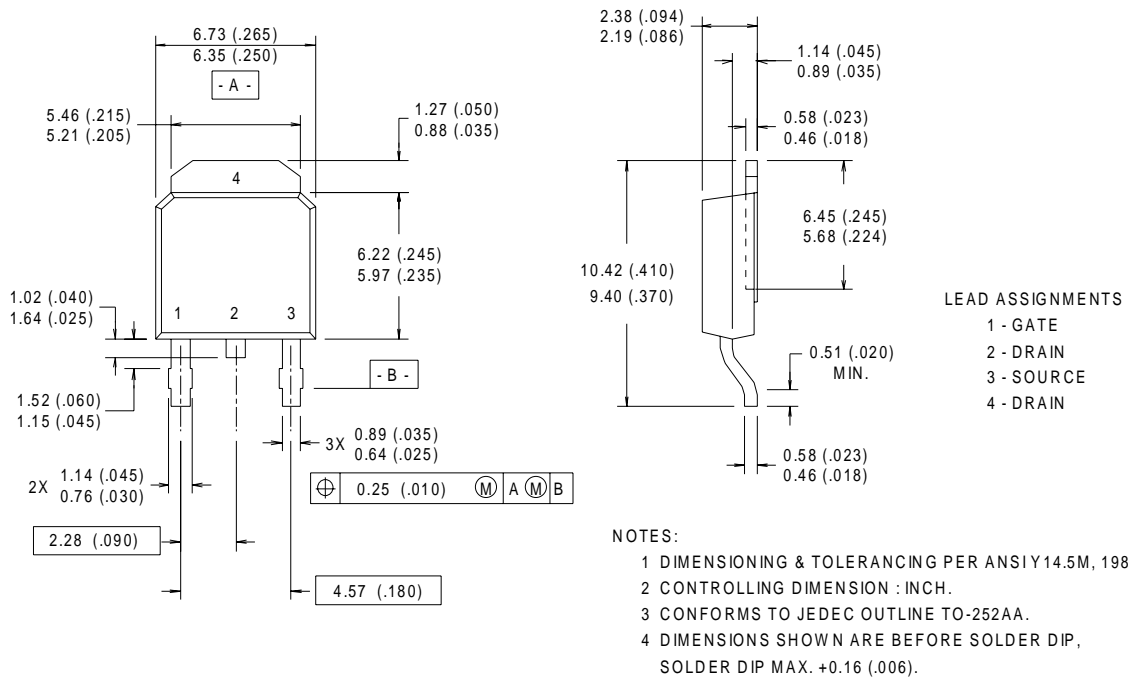 6.73 (.265)
6.35 (.250)
- A -
5.46 (.215)
5.21 (.205)
1.27 (.050)
0.88 (.035)
4
6.22 (.245)
5.97 (.235)
1.02 (.040)
1.64 (.025)
1 2 3
- B -
1.52 (.060)
1.15 (.045)
3X 0.89 (.035)
0.64 (.025)
2X 1.14 (.045)
0.76 (.030)
0.25 (.010) M A M B
2.28 (.090)
4.57 (.180)
2.38 (.094)
2.19 (.086)
1.14 (.045)
0.89 (.035)
0.58 (.023)
0.46 (.018)
6.45 (.245)
5.68 (.224)
10.42 (.410)
9.40 (.370)
0.51 (.020)
MIN.
0.58 (.023)
0.46 (.018)
LEAD ASSIGNMENTS
1 - GATE
2 - DRAIN
3 - SOURCE
4 - DRAIN
NOTES:
1 DIMENSIONING & TOLERANCING PER ANSI Y14.5M, 198
2 CONTROLLING DIMENSION : INCH.
3 CONFORMS TO JEDEC OUTLINE TO-252AA.
4 DIMENSIONS SHOWN ARE BEFORE SOLDER DIP,
SOLDER DIP MAX. +0.16 (.006).